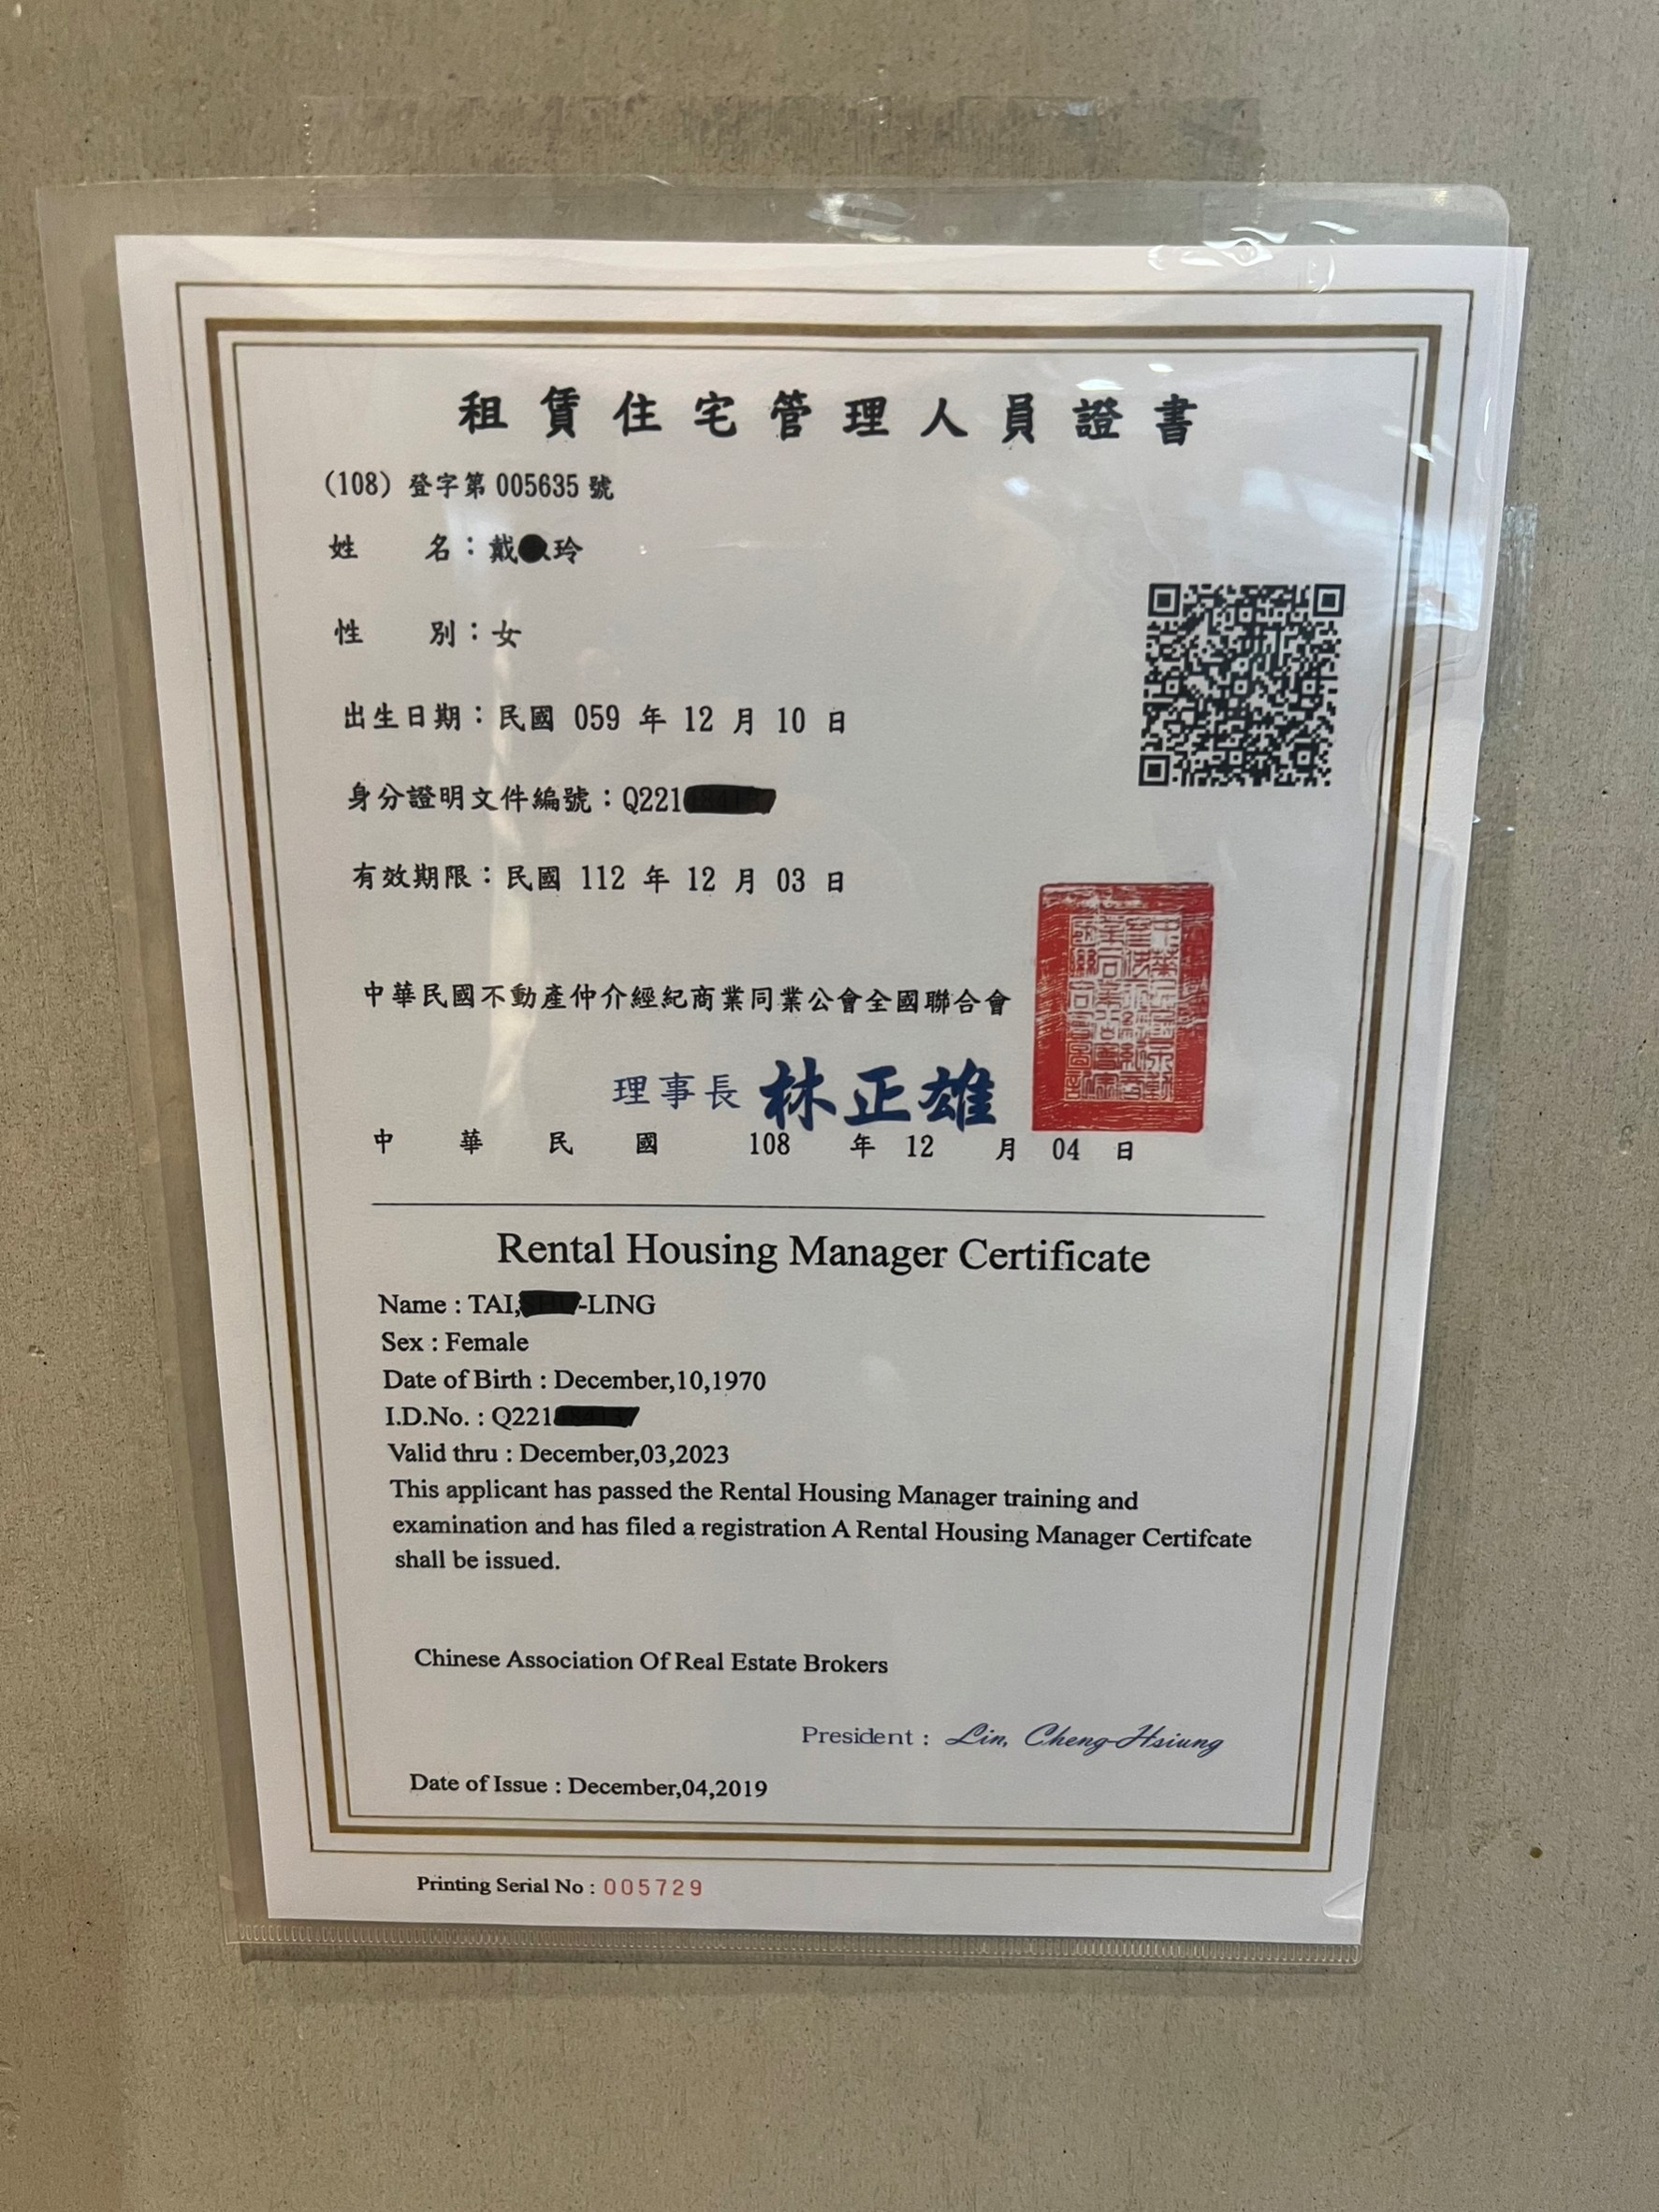 租賃住宅管理人員證書
(108) 登字第 005635 號
姓 名：戴 玲
性 別：女
出生日期：民國 059 年 12 月 10 日
身分證明文件編號：Q221
有效期限：民國 112 年 12 月 03 日
中華民國不動產仲介經紀商業同業公會全國聯合會
理事長 林正雄
中華民國 108 年 12 月 04 日
Rental Housing Manager Certificate
Name : TAI, -LING
Sex : Female
Date of Birth : December,10,1970
I.D.No. : Q221
Valid thru : December,03,2023
This applicant has passed the Rental Housing Manager training and
examination and has filed a registration A Rental Housing Manager Certifcate
shall be issued.
Chinese Association Of Real Estate Brokers
President : Lin, Cheng-Hsiung
Date of Issue : December,04,2019
Printing Serial No : 005729